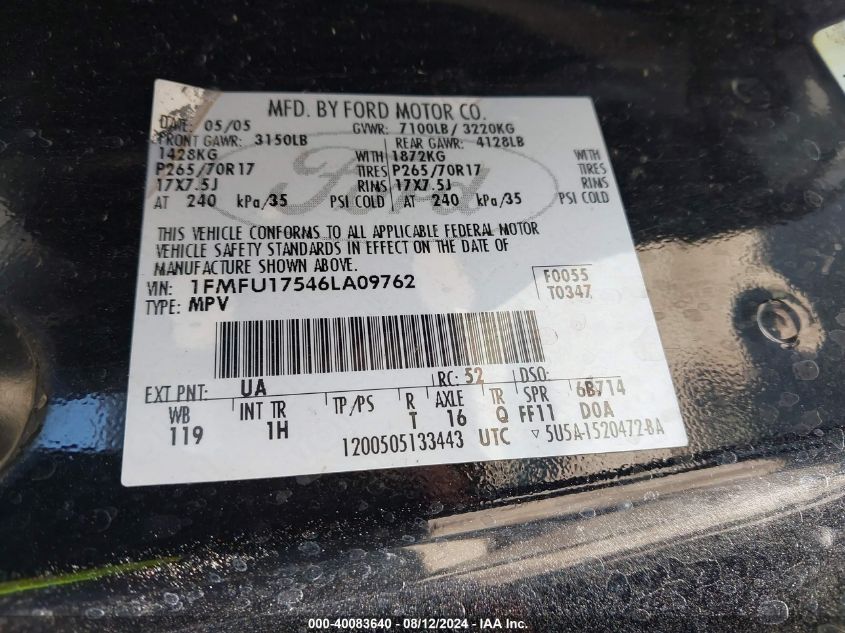 MFD. BY FORD MOTOR CO.
DATE: 05/05 GVWR: 7100LB/ 3220KG
FRONT GAWR: 3150LB REAR GAWR: 4128LB
1428KG WITH 1872KG WITH
P265/70R17 TIRES P265/70R17 TIRES
17X7.5J RIMS 17X7.5J RIMS
AT 240 kPa/35 PSI COLD AT 240 kPa/35 PSI COLD
Ford
THIS VEHICLE CONFORMS TO ALL APPLICABLE FEDERAL MOTOR
VEHICLE SAFETY STANDARDS IN EFFECT ON THE DATE OF
MANUFACTURE SHOWN ABOVE.
VIN: 1FMFU17546LA09762 F0055
TYPE: MPV T0347
EXT PNT: UA RC: 52 DSO:
WB INT TR TP/PS R AXLE TR SPR 6B714
119 1H T 16 Q FF11 DOA
1200505133443 UTC ▽ 5U5A-1520472-BA
000-40083640 - 08/12/2024 - IAA Inc.